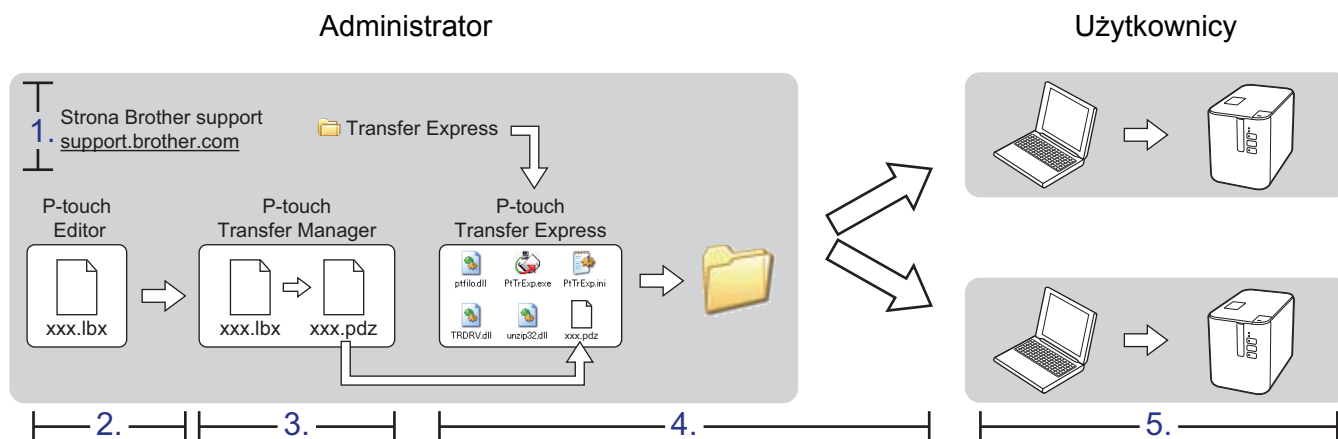 Administrator
Użytkownicy
1.
Strona Brother support
support.brother.com
Transfer Express
P-touch
Editor
xxx.lbx
P-touch
Transfer Manager
xxx.lbx
xxx.pdz
P-touch
Transfer Express
ptfilo.dll
PtTrExp.exe
PtTrExp.ini
TRDRV.dll
unzip32.dll
xxx.pdz
2.
3.
4.
5.